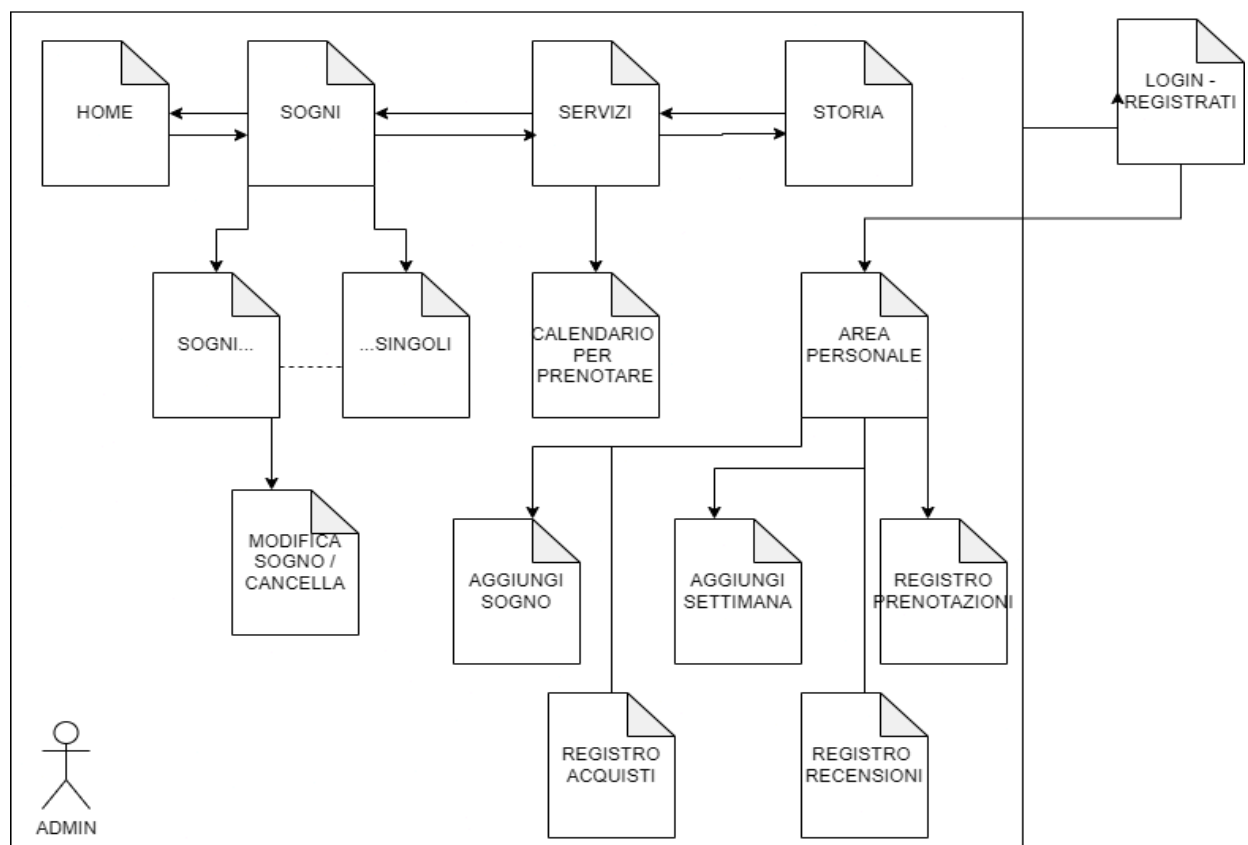 HOME
SOGNI
SERVIZI
STORIA
LOGIN -
REGISTRATI
SOGNI...
...SINGOLI
CALENDARIO
PER
PRENOTARE
AREA
PERSONALE
MODIFICA
SOGNO /
CANCELLA
AGGIUNGI
SOGNO
AGGIUNGI
SETTIMANA
REGISTRO
PRENOTAZIONI
REGISTRO
ACQUISTI
REGISTRO
RECENSIONI
ADMIN